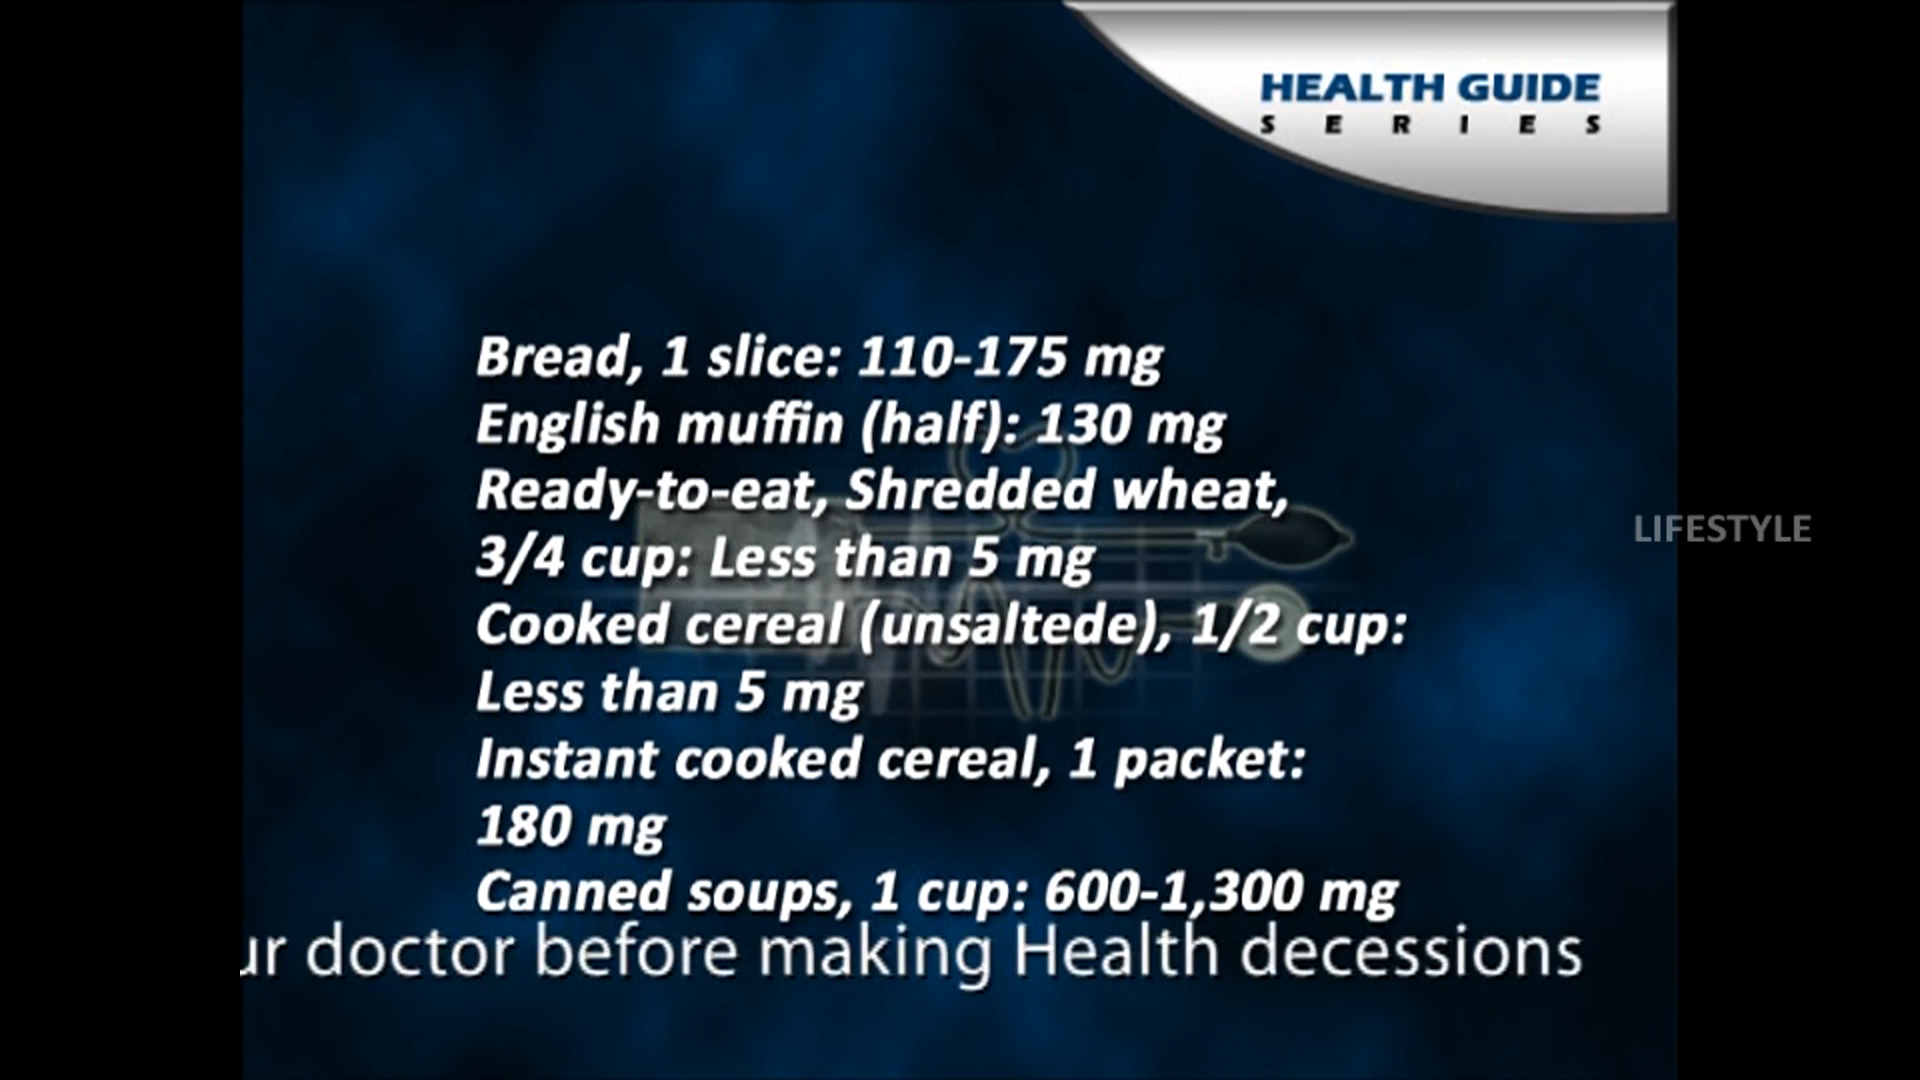 HEALTH GUIDE
SERIES
Bread, 1 slice: 110-175 mg
English muffin (half): 130 mg
Ready-to-eat, Shredded wheat,
3/4 cup: Less than 5 mg
LIFESTYLE
Cooked cereal (unsaltede), 1/2 cup:
Less than 5 mg
Instant cooked cereal, 1 packet:
180 mg
Canned soups, 1 cup: 600-1,300 mg
ur doctor before making Health decessions